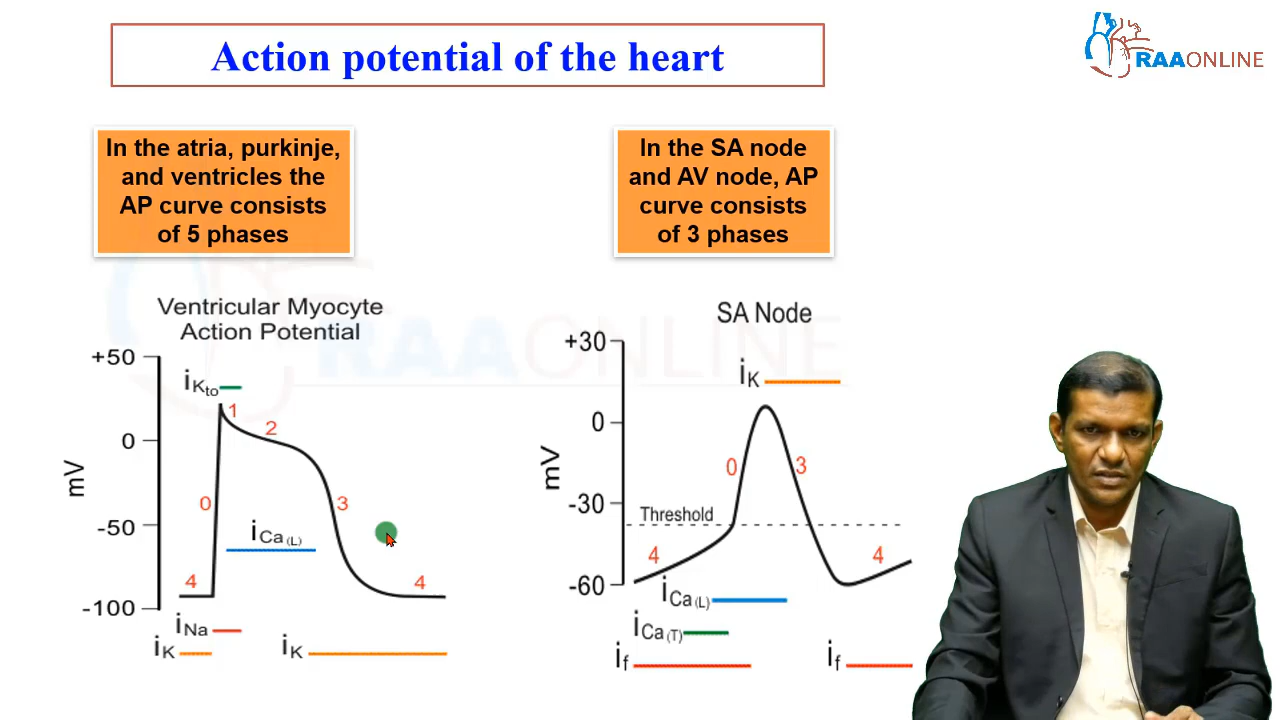 Action potential of the heart
RAAONLINE
In the atria, purkinje,
and ventricles the
AP curve consists
of 5 phases
In the SA node
and AV node, AP
curve consists
of 3 phases
RAAONLINE
Ventricular Myocyte
Action Potential
+50
0
-50
-100
mV
iKto
1
2
0
3
iCa(L)
4
4
iNa
iK
iK
SA Node
+30
0
-30
-60
mV
iK
0
3
Threshold
4
4
iCa(L)
iCa(T)
if
if